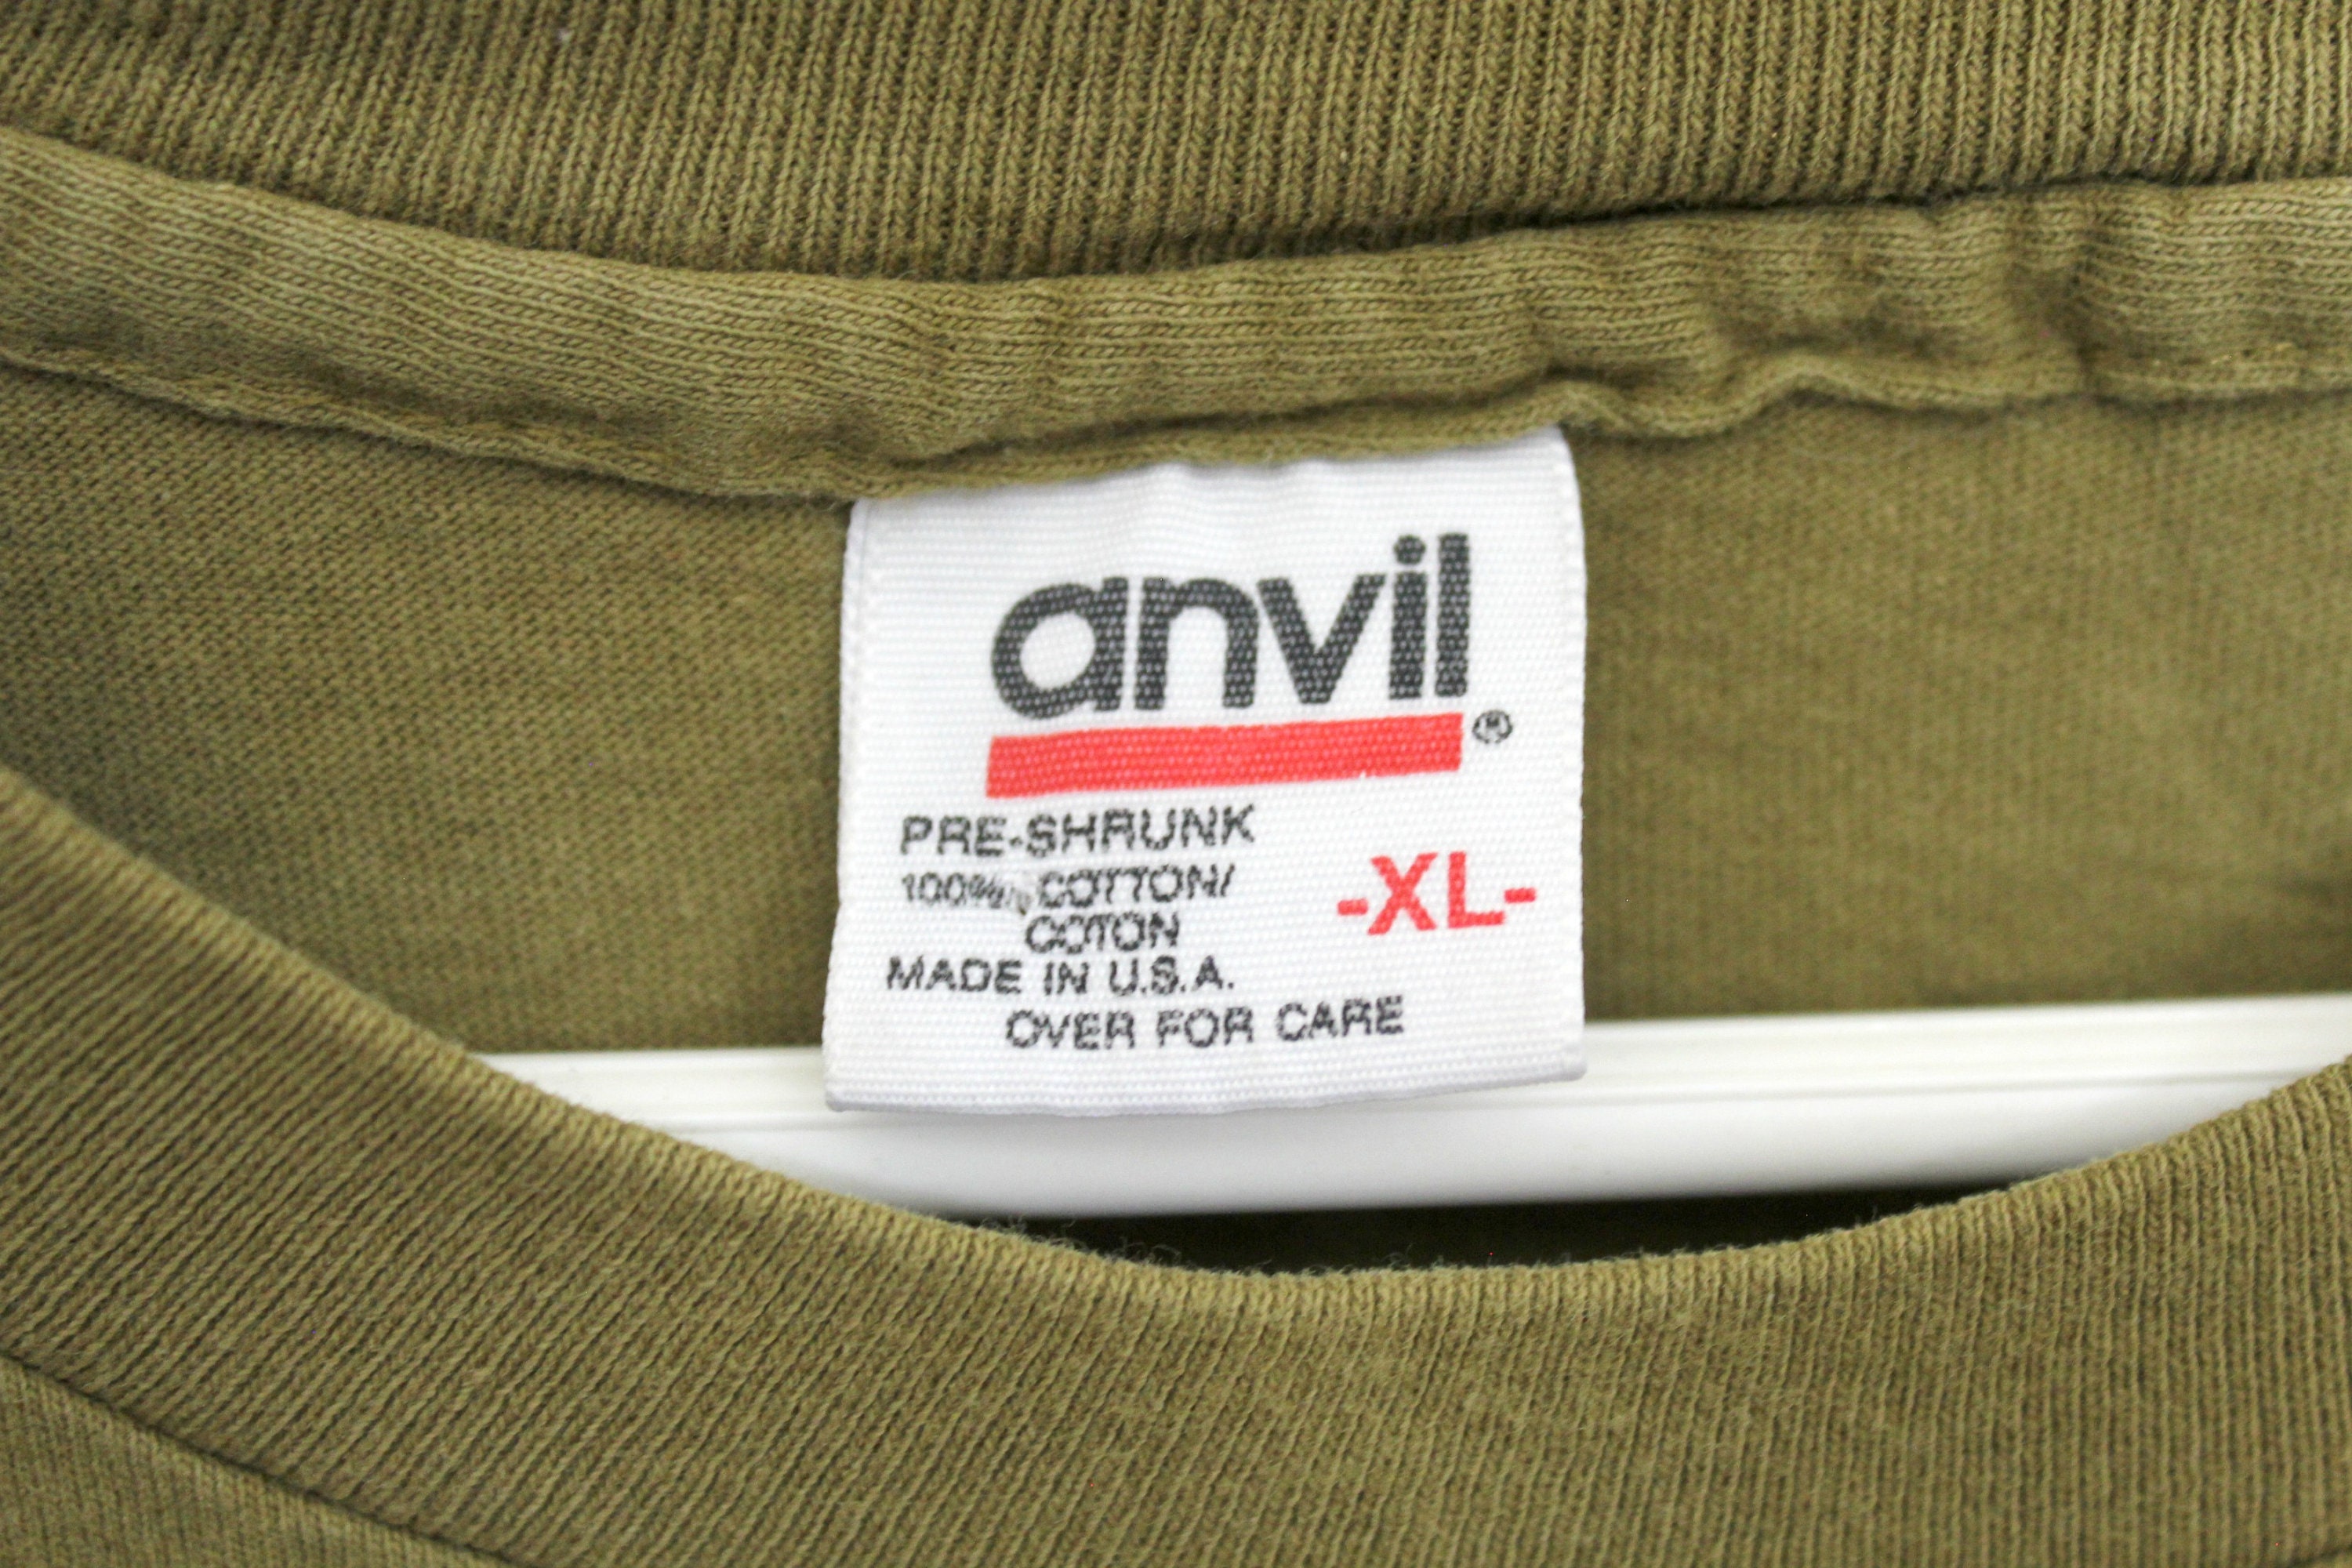 anvil®
PRE-SHRUNK
100% COTTON/
COTON
-XL-
MADE IN U.S.A.
OVER FOR CARE